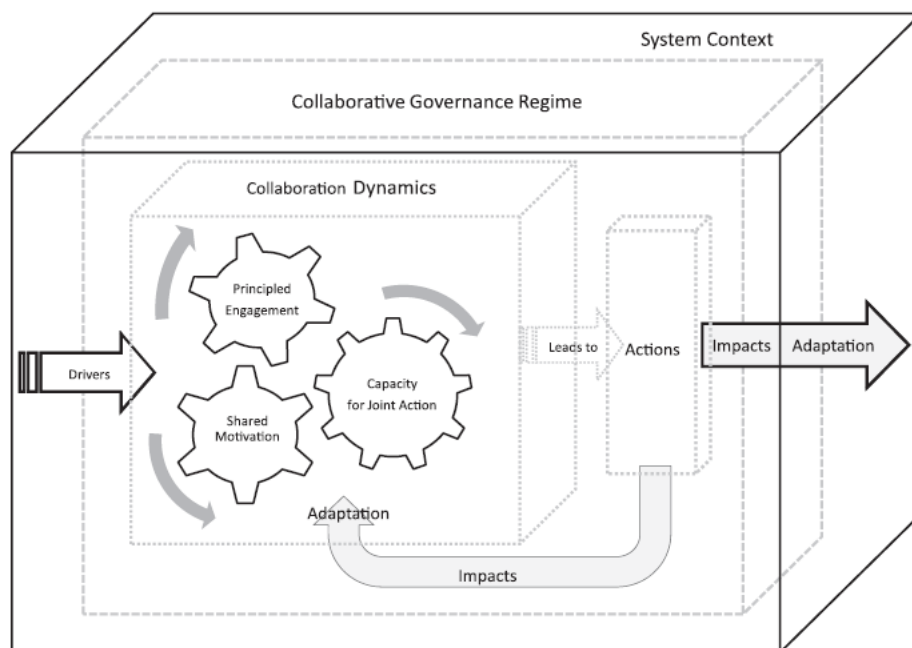 System Context
Collaborative Governance Regime
Collaboration Dynamics
Principled
Engagement
Drivers
Shared
Motivation
Capacity
for Joint Action
Leads to
Actions
Impacts
Adaptation
Adaptation
Impacts